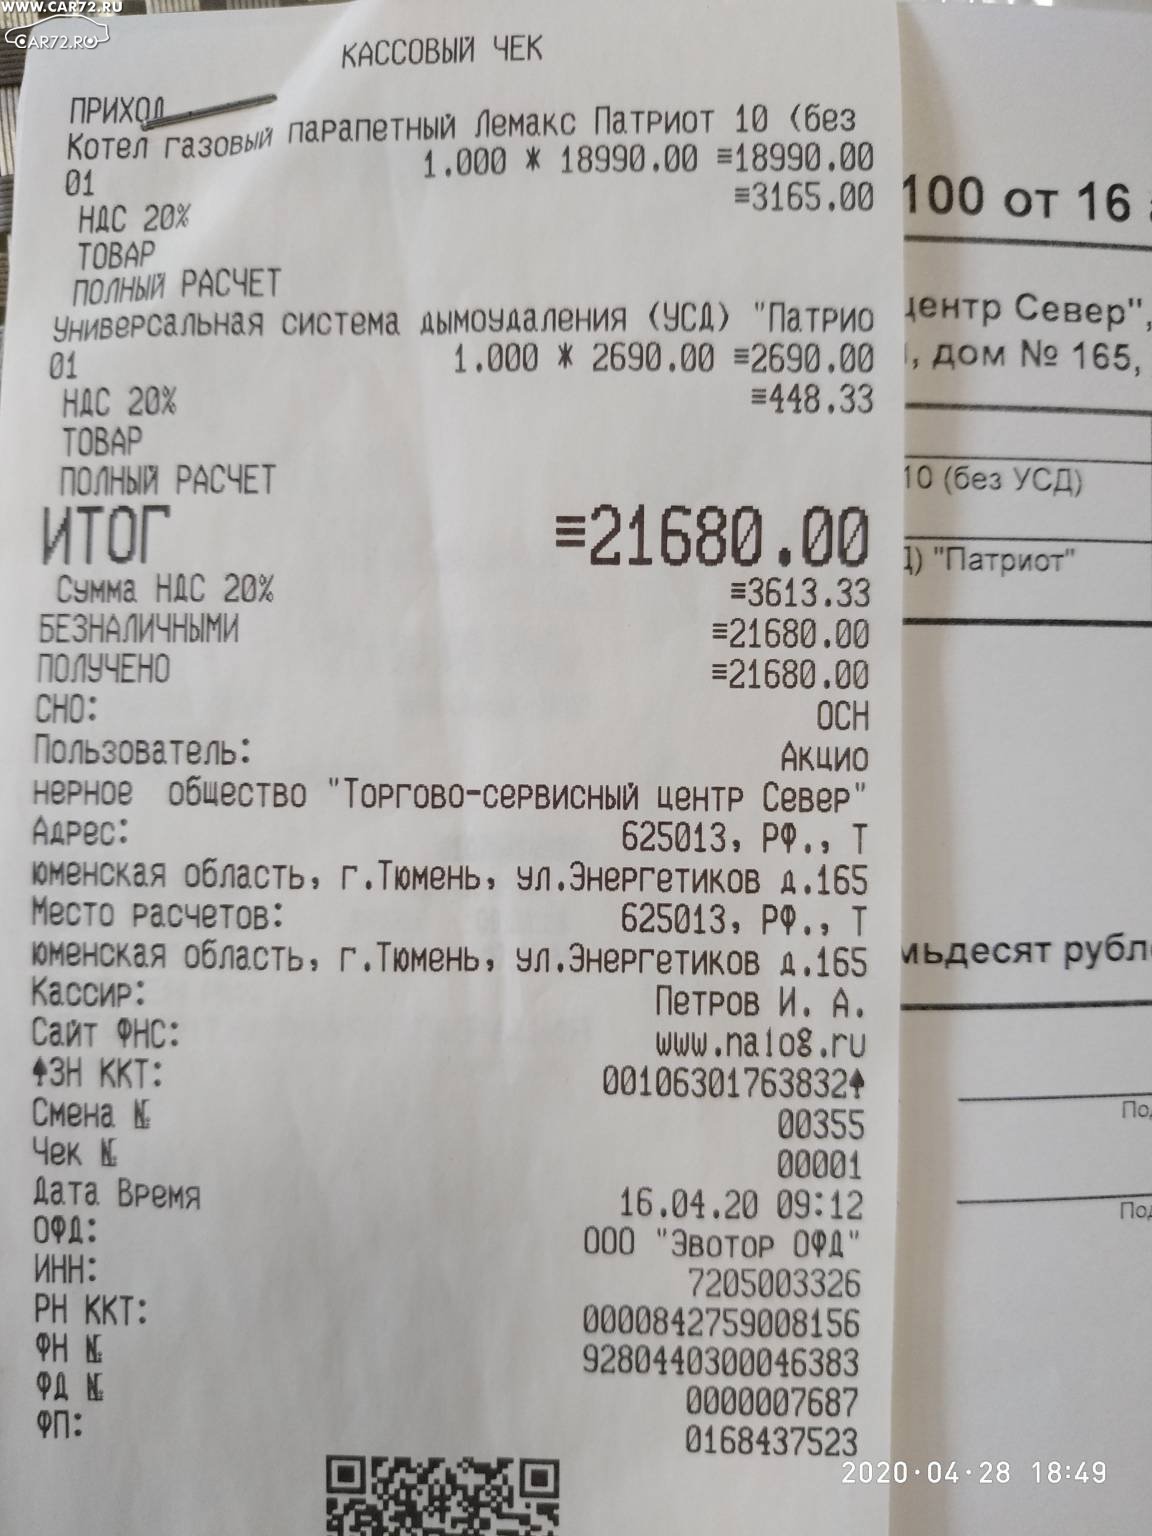 WWW.CAR72.RU
CAR72.RU
КАССОВЫЙ ЧЕК
ПРИХОД
Котел газовый парапетный Лемакс Патриот 10 (без
1.000 * 18990.00 ≡18990.00
01
≡3165.00
НДС 20%
ТОВАР
ПОЛНЫЙ РАСЧЕТ
Универсальная система дымоудаления (УСД) "Патрио
01 1.000 * 2690.00 ≡2690.00
НДС 20% ≡448.33
ТОВАР
ПОЛНЫЙ РАСЧЕТ
ИТОГ ≡21680.00
Сумма НДС 20% ≡3613.33
БЕЗНАЛИЧНЫМИ ≡21680.00
ПОЛУЧЕНО ≡21680.00
СНО: ОСН
Пользователь: Акцио
нерное общество "Торгово-сервисный центр Север"
Адрес: 625013, РФ., Т
юменская область, г.Тюмень, ул.Энергетиков д.165
Место расчетов: 625013, РФ., Т
юменская область, г.Тюмень, ул.Энергетиков д.165
Кассир: Петров И. А.
Сайт ФНС: www.nalog.ru
ЗН ККТ: 00106301763832
Смена № 00355
Чек № 00001
Дата Время 16.04.20 09:12
ОФД: ООО "Эвотор ОФД"
ИНН: 7205003326
РН ККТ: 0000842759008156
ФН № 9280440300046383
ФД № 0000007687
ФП: 0168437523
100 от 16
центр Север",
, дом № 165,
10 (без УСД)
Д) "Патриот"
мьдесят рубл
По
По
2020·04·28 18:49